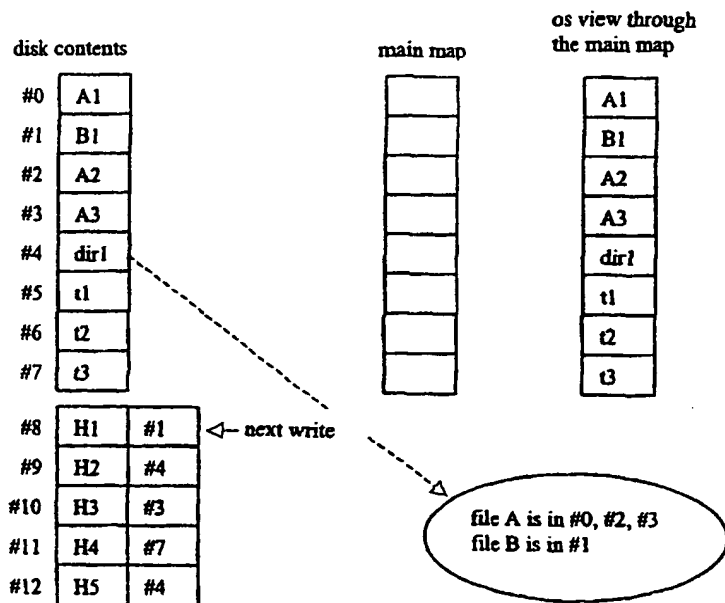 os view through
the main map
disk contents
main map
#0 A1
#1 B1
#2 A2
#3 A3
#4 dir1
#5 t1
#6 t2
#7 t3
A1
B1
A2
A3
dir1
t1
t2
t3
#8 H1 #1
next write
#9 H2 #4
#10 H3 #3
#11 H4 #7
#12 H5 #4
file A is in #0, #2, #3
file B is in #1